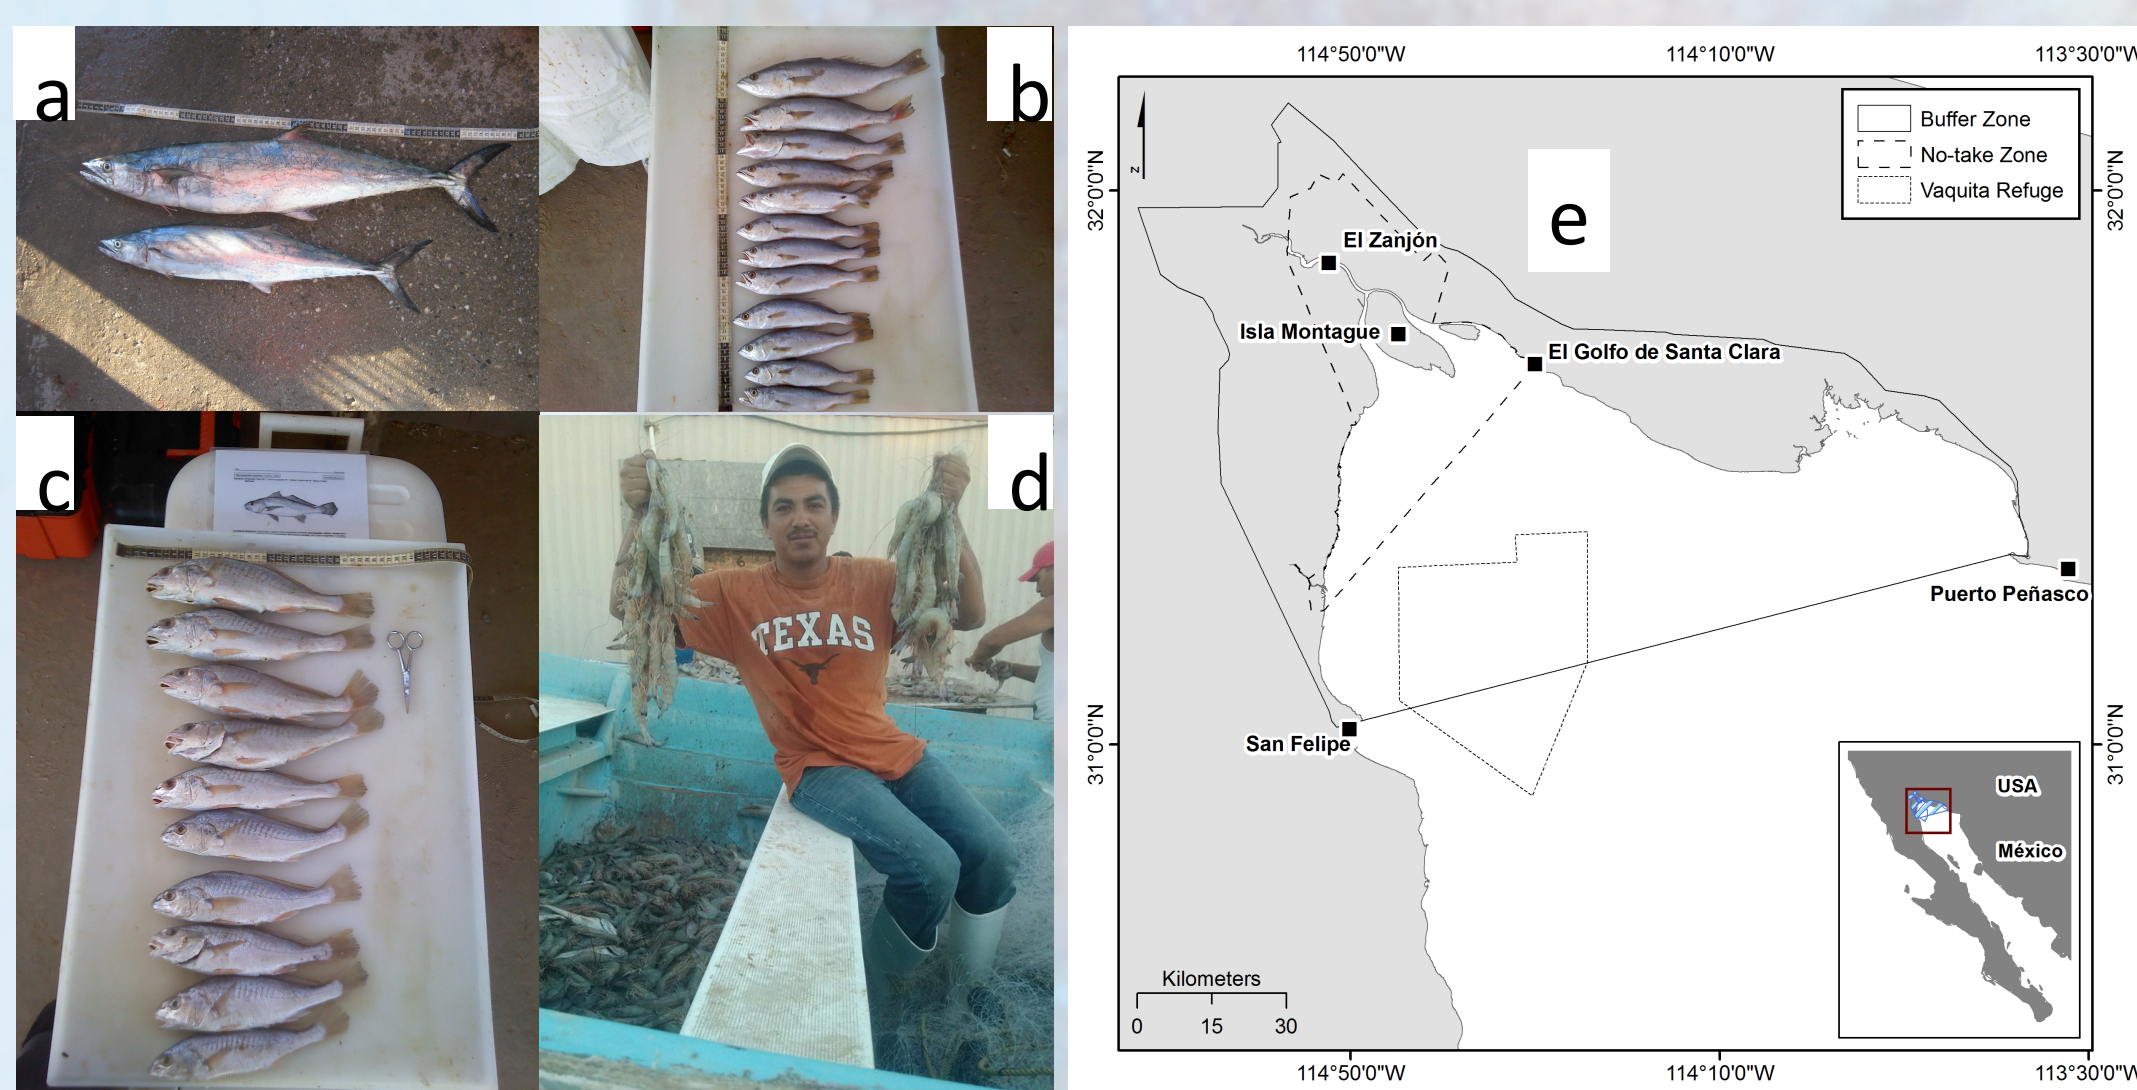 a
b
c
d
TEXAS
6
e
114°50'0"W
114°10'0"W
113°30'0"W
32°0'0"N
32°0'0"N
31°0'0"N
31°0'0"N
z
Buffer Zone
No-take Zone
Vaquita Refuge
El Zanjón
Isla Montague
El Golfo de Santa Clara
Puerto Peñasco
San Felipe
USA
México
Kilometers
0 15 30
114°50'0"W
114°10'0"W
113°30'0"W